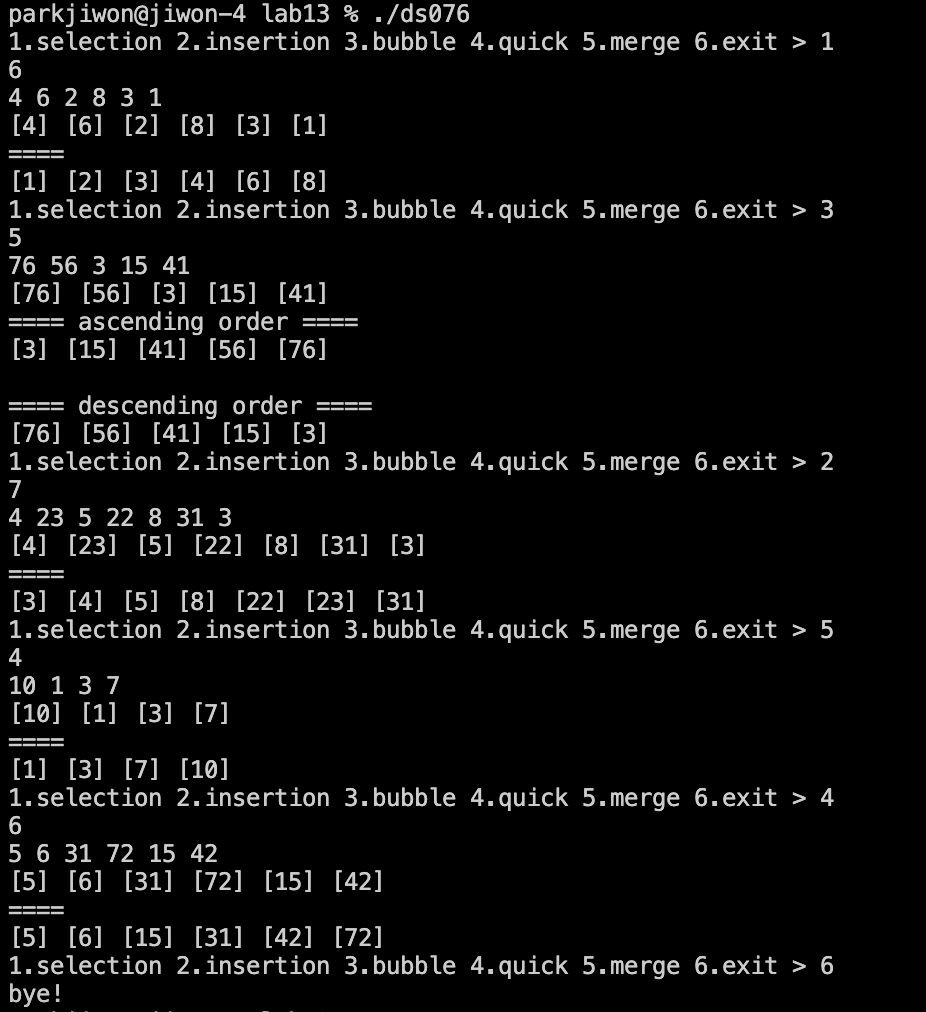 parkjiwon@jiwon-4 lab13 % ./ds076
1.selection 2.insertion 3.bubble 4.quick 5.merge 6.exit > 1
6
4 6 2 8 3 1
[4] [6] [2] [8] [3] [1]
====
[1] [2] [3] [4] [6] [8]
1.selection 2.insertion 3.bubble 4.quick 5.merge 6.exit > 3
5
76 56 3 15 41
[76] [56] [3] [15] [41]
==== ascending order ====
[3] [15] [41] [56] [76]
==== descending order ====
[76] [56] [41] [15] [3]
1.selection 2.insertion 3.bubble 4.quick 5.merge 6.exit > 2
7
4 23 5 22 8 31 3
[4] [23] [5] [22] [8] [31] [3]
====
[3] [4] [5] [8] [22] [23] [31]
1.selection 2.insertion 3.bubble 4.quick 5.merge 6.exit > 5
4
10 1 3 7
[10] [1] [3] [7]
====
[1] [3] [7] [10]
1.selection 2.insertion 3.bubble 4.quick 5.merge 6.exit > 4
6
5 6 31 72 15 42
[5] [6] [31] [72] [15] [42]
====
[5] [6] [15] [31] [42] [72]
1.selection 2.insertion 3.bubble 4.quick 5.merge 6.exit > 6
bye!